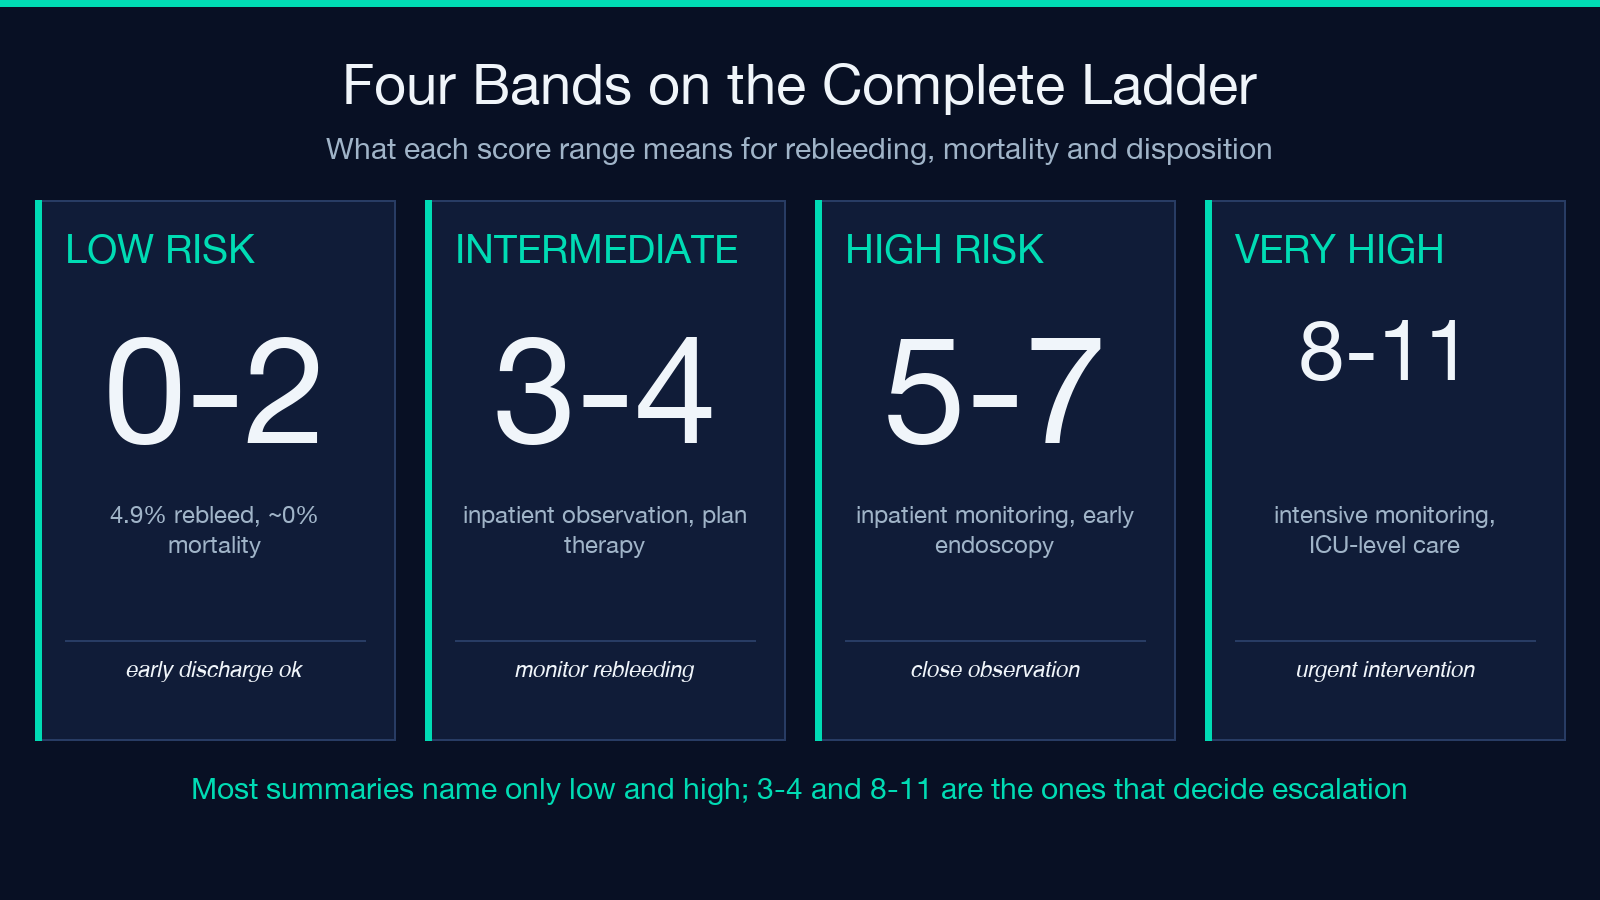 Four Bands on the Complete Ladder
What each score range means for rebleeding, mortality and disposition
LOW RISK
0-2
4.9% rebleed, ~0%
mortality
early discharge ok
INTERMEDIATE
3-4
inpatient observation, plan
therapy
monitor rebleeding
HIGH RISK
5-7
inpatient monitoring, early
endoscopy
close observation
VERY HIGH
8-11
intensive monitoring,
ICU-level care
urgent intervention
Most summaries name only low and high; 3-4 and 8-11 are the ones that decide escalation